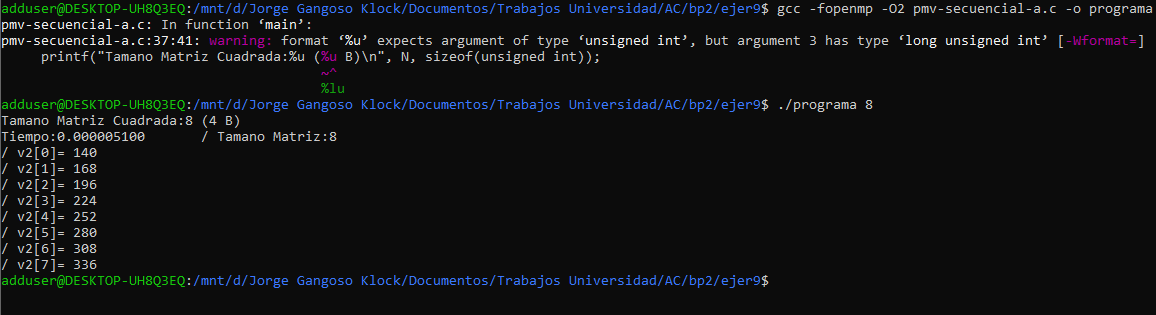 adduser@DESKTOP-UH8Q3EQ:/mnt/d/Jorge Gangoso Klock/Documentos/Trabajos Universidad/AC/bp2/ejer9$ gcc -fopenmp -O2 pmv-secuencial-a.c -o programa
pmv-secuencial-a.c: In function ‘main’:
pmv-secuencial-a.c:37:41: warning: format ‘%u’ expects argument of type ‘unsigned int’, but argument 3 has type ‘long unsigned int’ [-Wformat=]
     printf("Tamano Matriz Cuadrada:%u (%u B)\n", N, sizeof(unsigned int));
                                        ~^
                                        %lu
adduser@DESKTOP-UH8Q3EQ:/mnt/d/Jorge Gangoso Klock/Documentos/Trabajos Universidad/AC/bp2/ejer9$ ./programa 8
Tamano Matriz Cuadrada:8 (4 B)
Tiempo:0.000005100       / Tamano Matriz:8
/ v2[0]= 140
/ v2[1]= 168
/ v2[2]= 196
/ v2[3]= 224
/ v2[4]= 252
/ v2[5]= 280
/ v2[6]= 308
/ v2[7]= 336
adduser@DESKTOP-UH8Q3EQ:/mnt/d/Jorge Gangoso Klock/Documentos/Trabajos Universidad/AC/bp2/ejer9$